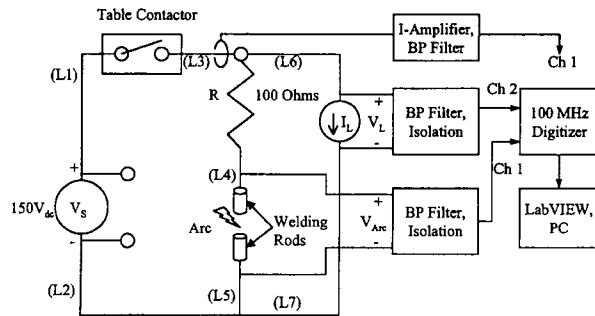 Table Contactor
I-Amplifier,
BP Filter
(L1)
(L3)
(L6)
Ch 1
R
100 Ohms
I_L
+
V_L
-
BP Filter,
Isolation
Ch 2
100 MHz
Digitizer
Ch 1
(L4)
+
150V_dc
V_S
-
Arc
Welding
Rods
+
V_Arc
-
BP Filter,
Isolation
LabVIEW,
PC
(L2)
(L5)
(L7)